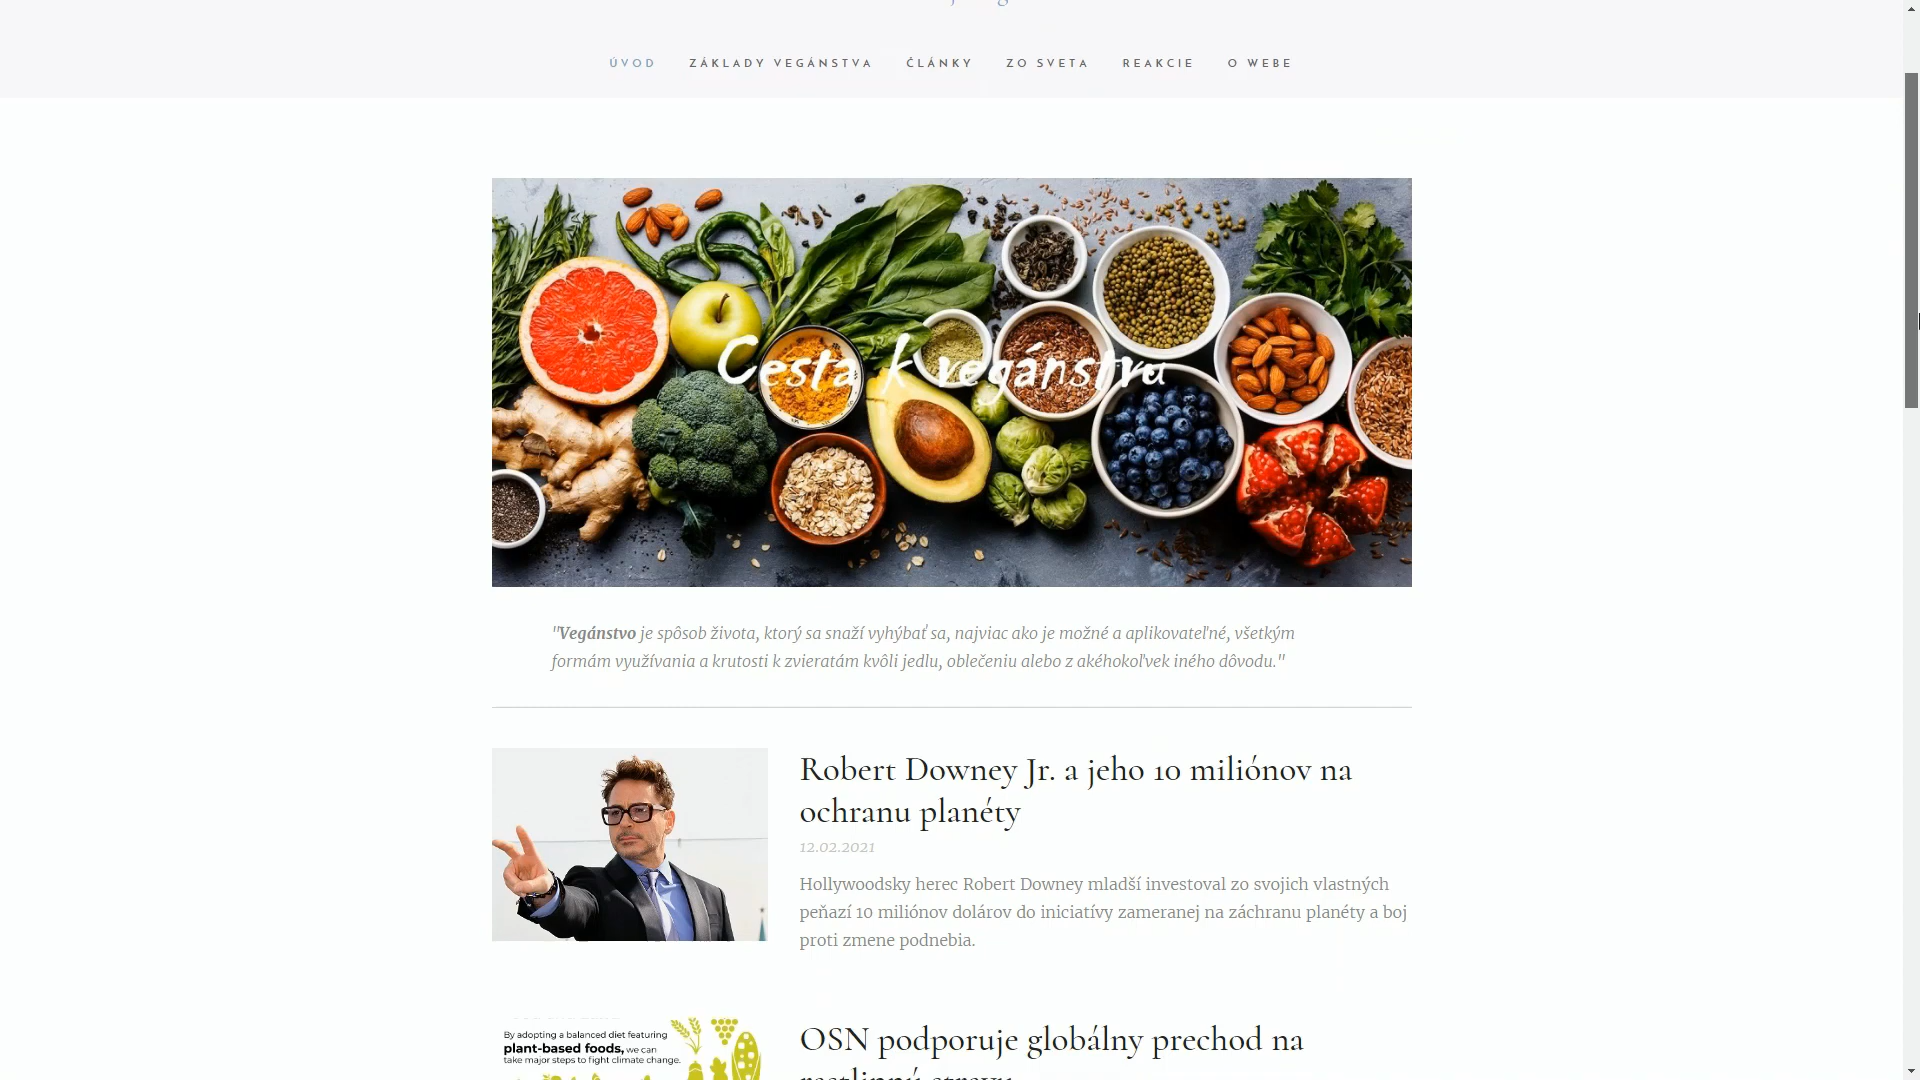 ÚVOD ZÁKLADY VEGÁNSTVA ČLÁNKY ZO SVETA REAKCIE O WEBE
Cesta k vegánstvu
"Vegánstvo je spôsob života, ktorý sa snaží vyhýbať sa, najviac ako je možné a aplikovateľné, všetkým
formám využívania a krutosti k zvieratám kvôli jedlu, oblečeniu alebo z akéhokoľvek iného dôvodu."
Robert Downey Jr. a jeho 10 miliónov na
ochranu planéty
12.02.2021
Hollywoodsky herec Robert Downey mladší investoval zo svojich vlastných
peňazí 10 miliónov dolárov do iniciatívy zameranej na záchranu planéty a boj
proti zmene podnebia.
By adopting a balanced diet featuring
plant-based foods, we can
take major steps to fight climate change.
OSN podporuje globálny prechod na